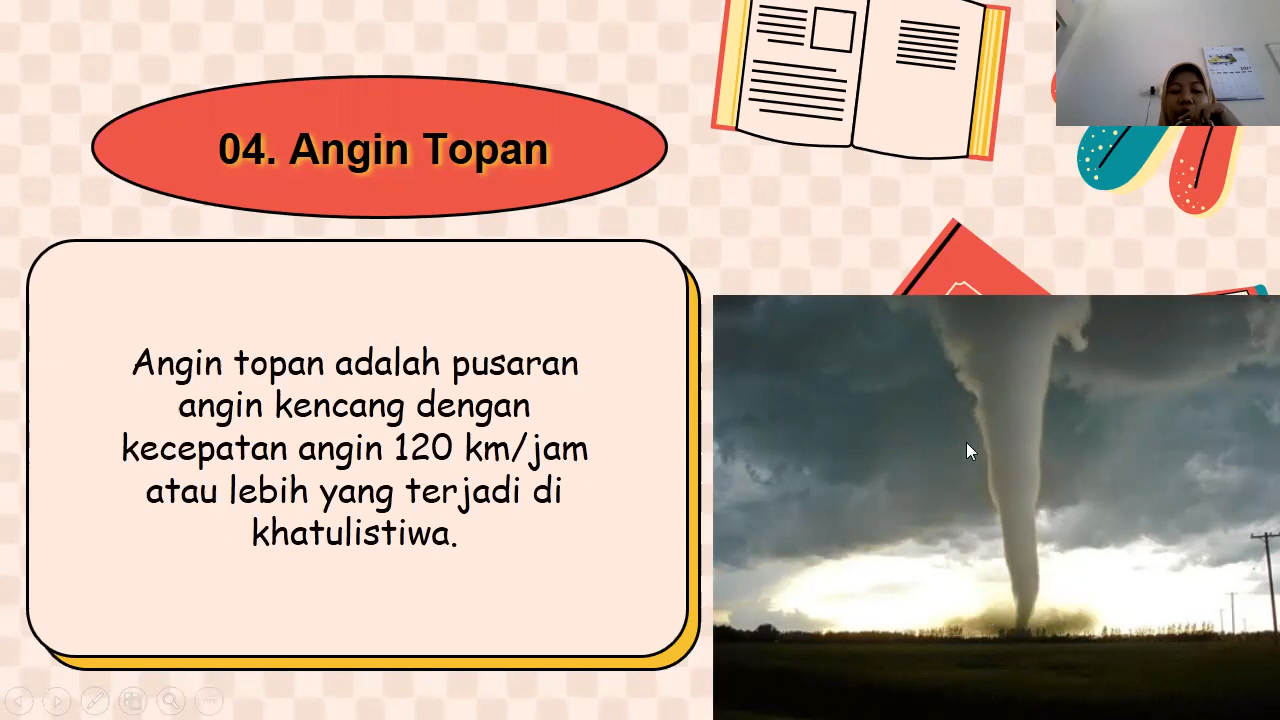 04. Angin Topan
Angin topan adalah pusaran
angin kencang dengan
kecepatan angin 120 km/jam
atau lebih yang terjadi di
khatulistiwa.